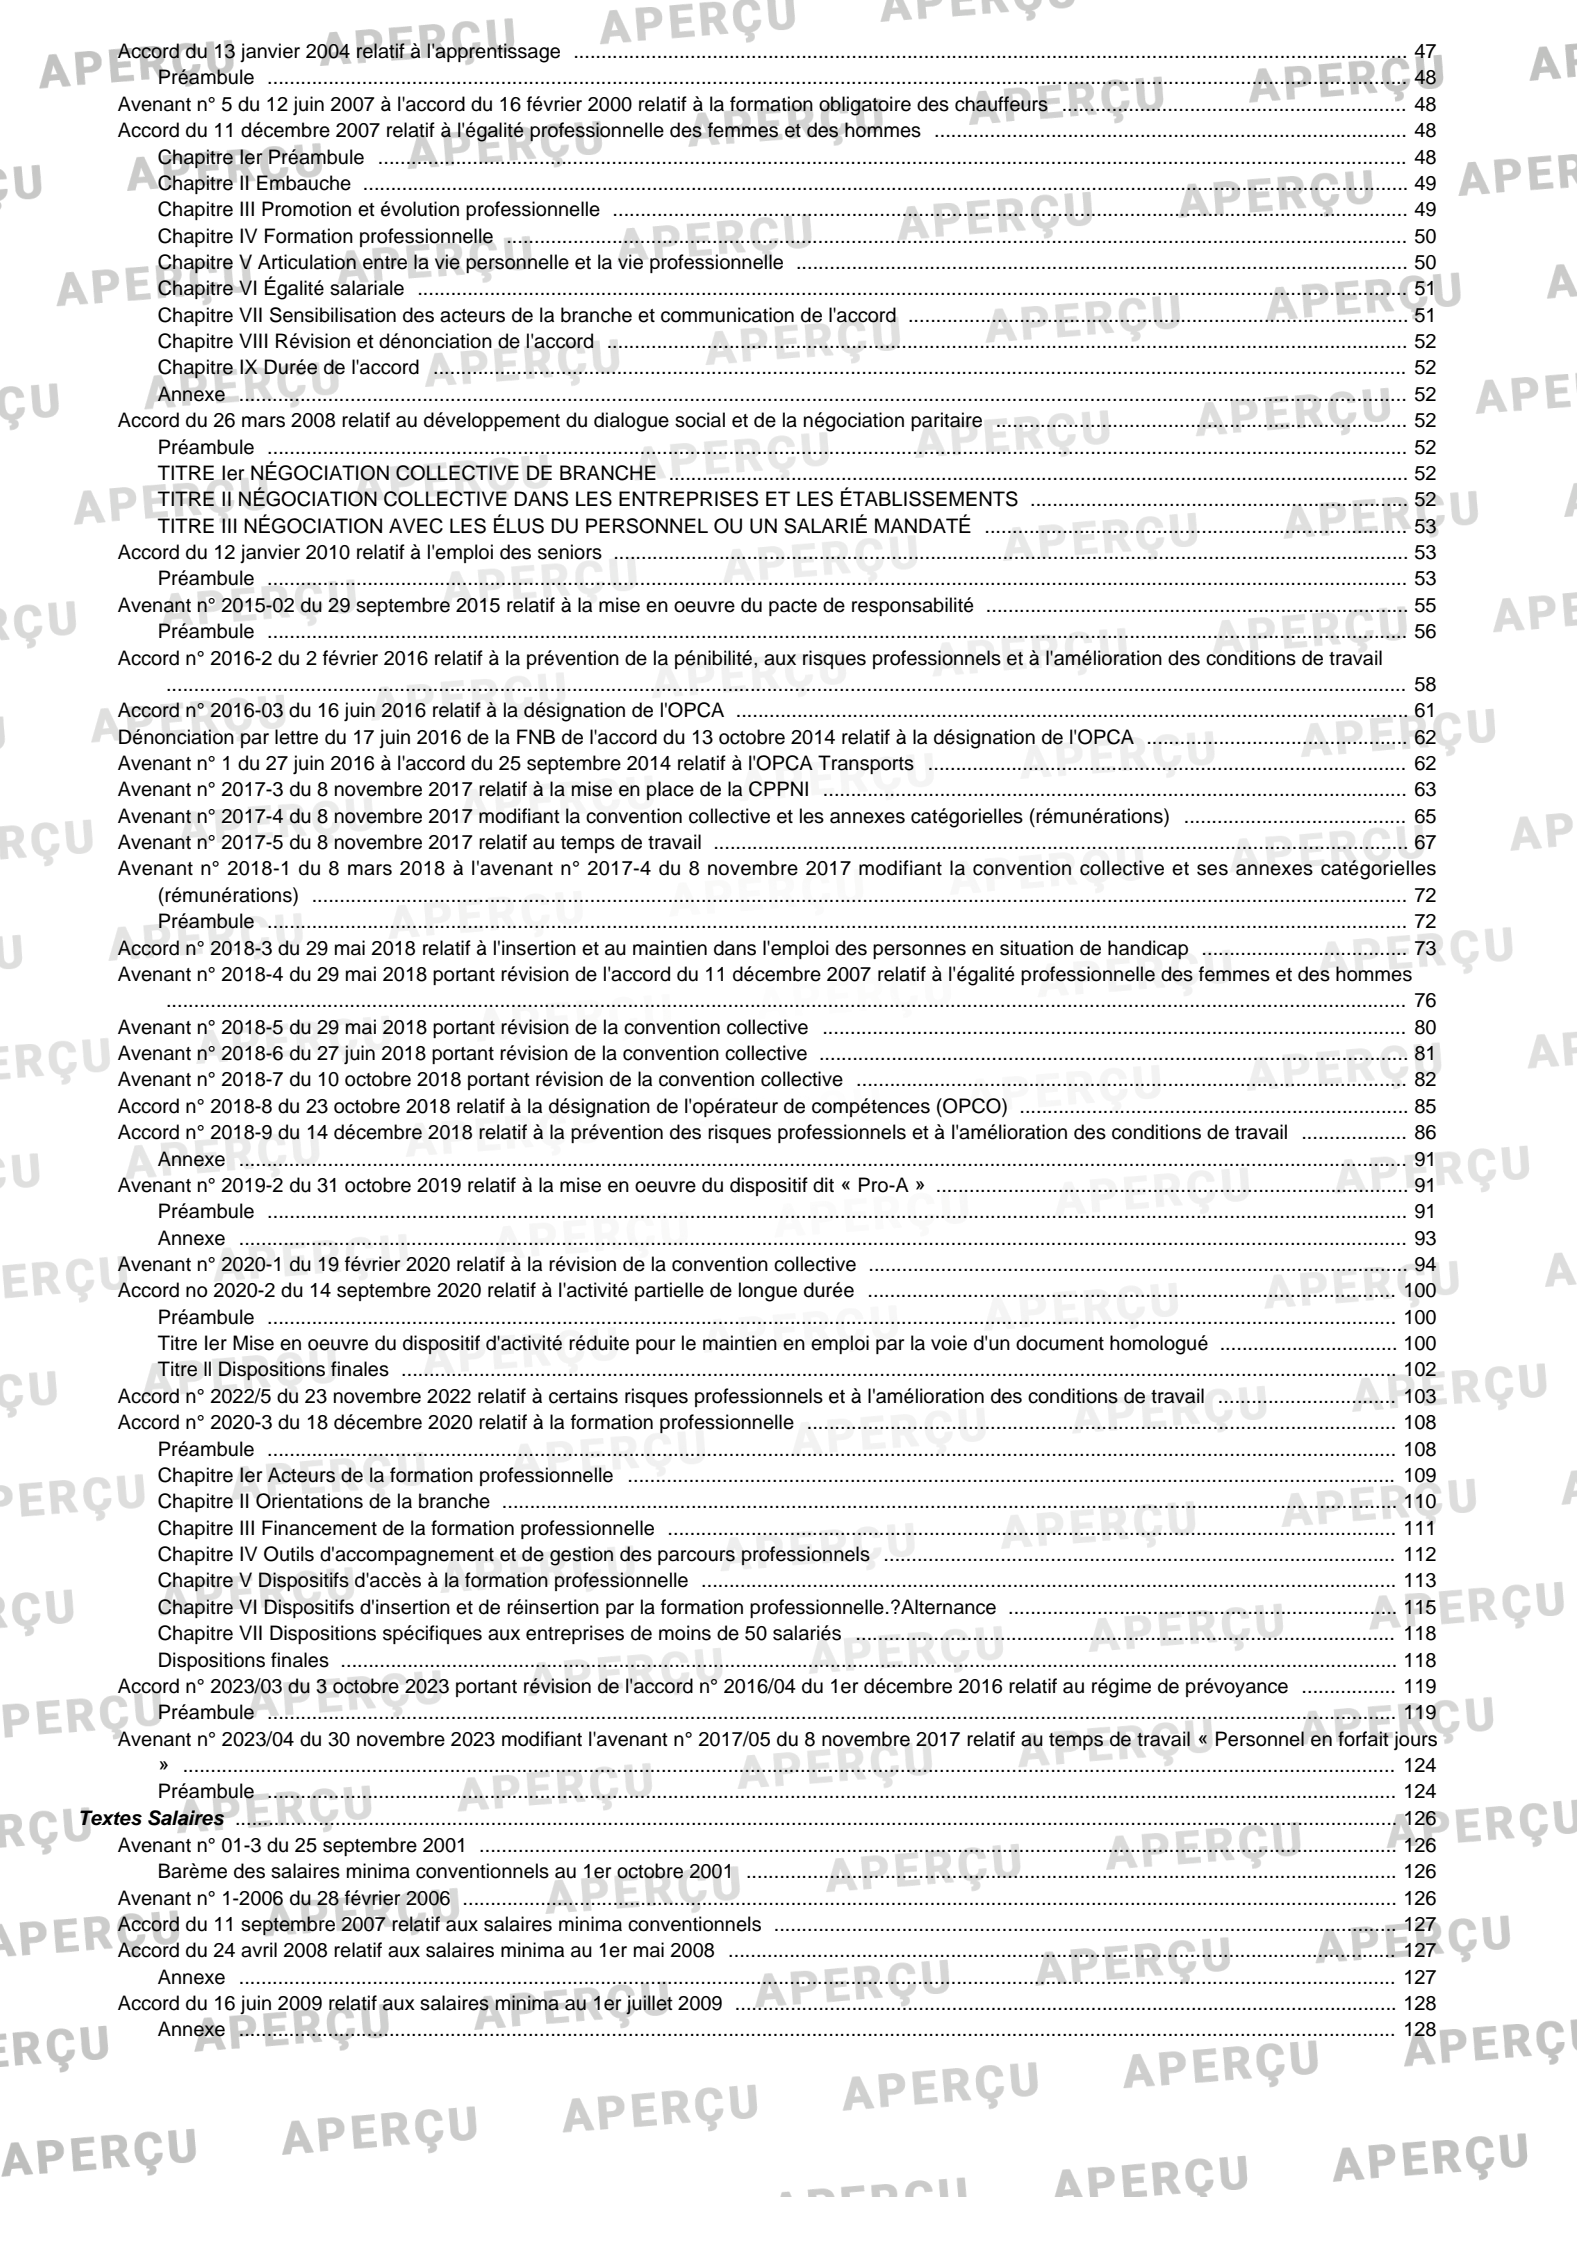 Accord du 13 janvier 2004 relatif à l'apprentissage ... 47
Préambule ... 48
Avenant n° 5 du 12 juin 2007 à l'accord du 16 février 2000 relatif à la formation obligatoire des chauffeurs ... 48
Accord du 11 décembre 2007 relatif à l'égalité professionnelle des femmes et des hommes ... 48
Chapitre Ier Préambule ... 48
Chapitre II Embauche ... 49
Chapitre III Promotion et évolution professionnelle ... 49
Chapitre IV Formation professionnelle ... 50
Chapitre V Articulation entre la vie personnelle et la vie professionnelle ... 50
Chapitre VI Égalité salariale ... 51
Chapitre VII Sensibilisation des acteurs de la branche et communication de l'accord ... 51
Chapitre VIII Révision et dénonciation de l'accord ... 52
Chapitre IX Durée de l'accord ... 52
Annexe ... 52
Accord du 26 mars 2008 relatif au développement du dialogue social et de la négociation paritaire ... 52
Préambule ... 52
TITRE Ier NÉGOCIATION COLLECTIVE DE BRANCHE ... 52
TITRE II NÉGOCIATION COLLECTIVE DANS LES ENTREPRISES ET LES ÉTABLISSEMENTS ... 52
TITRE III NÉGOCIATION AVEC LES ÉLUS DU PERSONNEL OU UN SALARIÉ MANDATÉ ... 53
Accord du 12 janvier 2010 relatif à l'emploi des seniors ... 53
Préambule ... 53
Avenant n° 2015-02 du 29 septembre 2015 relatif à la mise en oeuvre du pacte de responsabilité ... 55
Préambule ... 56
Accord n° 2016-2 du 2 février 2016 relatif à la prévention de la pénibilité, aux risques professionnels et à l'amélioration des conditions de travail
... 58
Accord n° 2016-03 du 16 juin 2016 relatif à la désignation de l'OPCA ... 61
Dénonciation par lettre du 17 juin 2016 de la FNB de l'accord du 13 octobre 2014 relatif à la désignation de l'OPCA ... 62
Avenant n° 1 du 27 juin 2016 à l'accord du 25 septembre 2014 relatif à l'OPCA Transports ... 62
Avenant n° 2017-3 du 8 novembre 2017 relatif à la mise en place de la CPPNI ... 63
Avenant n° 2017-4 du 8 novembre 2017 modifiant la convention collective et les annexes catégorielles (rémunérations) ... 65
Avenant n° 2017-5 du 8 novembre 2017 relatif au temps de travail ... 67
Avenant n° 2018-1 du 8 mars 2018 à l'avenant n° 2017-4 du 8 novembre 2017 modifiant la convention collective et ses annexes catégorielles
(rémunérations) ... 72
Préambule ... 72
Accord n° 2018-3 du 29 mai 2018 relatif à l'insertion et au maintien dans l'emploi des personnes en situation de handicap ... 73
Avenant n° 2018-4 du 29 mai 2018 portant révision de l'accord du 11 décembre 2007 relatif à l'égalité professionnelle des femmes et des hommes
... 76
Avenant n° 2018-5 du 29 mai 2018 portant révision de la convention collective ... 80
Avenant n° 2018-6 du 27 juin 2018 portant révision de la convention collective ... 81
Avenant n° 2018-7 du 10 octobre 2018 portant révision de la convention collective ... 82
Accord n° 2018-8 du 23 octobre 2018 relatif à la désignation de l'opérateur de compétences (OPCO) ... 85
Accord n° 2018-9 du 14 décembre 2018 relatif à la prévention des risques professionnels et à l'amélioration des conditions de travail ... 86
Annexe ... 91
Avenant n° 2019-2 du 31 octobre 2019 relatif à la mise en oeuvre du dispositif dit « Pro-A » ... 91
Préambule ... 91
Annexe ... 93
Avenant n° 2020-1 du 19 février 2020 relatif à la révision de la convention collective ... 94
Accord no 2020-2 du 14 septembre 2020 relatif à l'activité partielle de longue durée ... 100
Préambule ... 100
Titre Ier Mise en oeuvre du dispositif d'activité réduite pour le maintien en emploi par la voie d'un document homologué ... 100
Titre II Dispositions finales ... 102
Accord n° 2022/5 du 23 novembre 2022 relatif à certains risques professionnels et à l'amélioration des conditions de travail ... 103
Accord n° 2020-3 du 18 décembre 2020 relatif à la formation professionnelle ... 108
Préambule ... 108
Chapitre Ier Acteurs de la formation professionnelle ... 109
Chapitre II Orientations de la branche ... 110
Chapitre III Financement de la formation professionnelle ... 111
Chapitre IV Outils d'accompagnement et de gestion des parcours professionnels ... 112
Chapitre V Dispositifs d'accès à la formation professionnelle ... 113
Chapitre VI Dispositifs d'insertion et de réinsertion par la formation professionnelle.?Alternance ... 115
Chapitre VII Dispositions spécifiques aux entreprises de moins de 50 salariés ... 118
Dispositions finales ... 118
Accord n° 2023/03 du 3 octobre 2023 portant révision de l'accord n° 2016/04 du 1er décembre 2016 relatif au régime de prévoyance ... 119
Préambule ... 119
Avenant n° 2023/04 du 30 novembre 2023 modifiant l'avenant n° 2017/05 du 8 novembre 2017 relatif au temps de travail « Personnel en forfait jours
» ... 124
Préambule ... 124
Textes Salaires ... 126
Avenant n° 01-3 du 25 septembre 2001 ... 126
Barème des salaires minima conventionnels au 1er octobre 2001 ... 126
Avenant n° 1-2006 du 28 février 2006 ... 126
Accord du 11 septembre 2007 relatif aux salaires minima conventionnels ... 127
Accord du 24 avril 2008 relatif aux salaires minima au 1er mai 2008 ... 127
Annexe ... 127
Accord du 16 juin 2009 relatif aux salaires minima au 1er juillet 2009 ... 128
Annexe ... 128
APERÇU